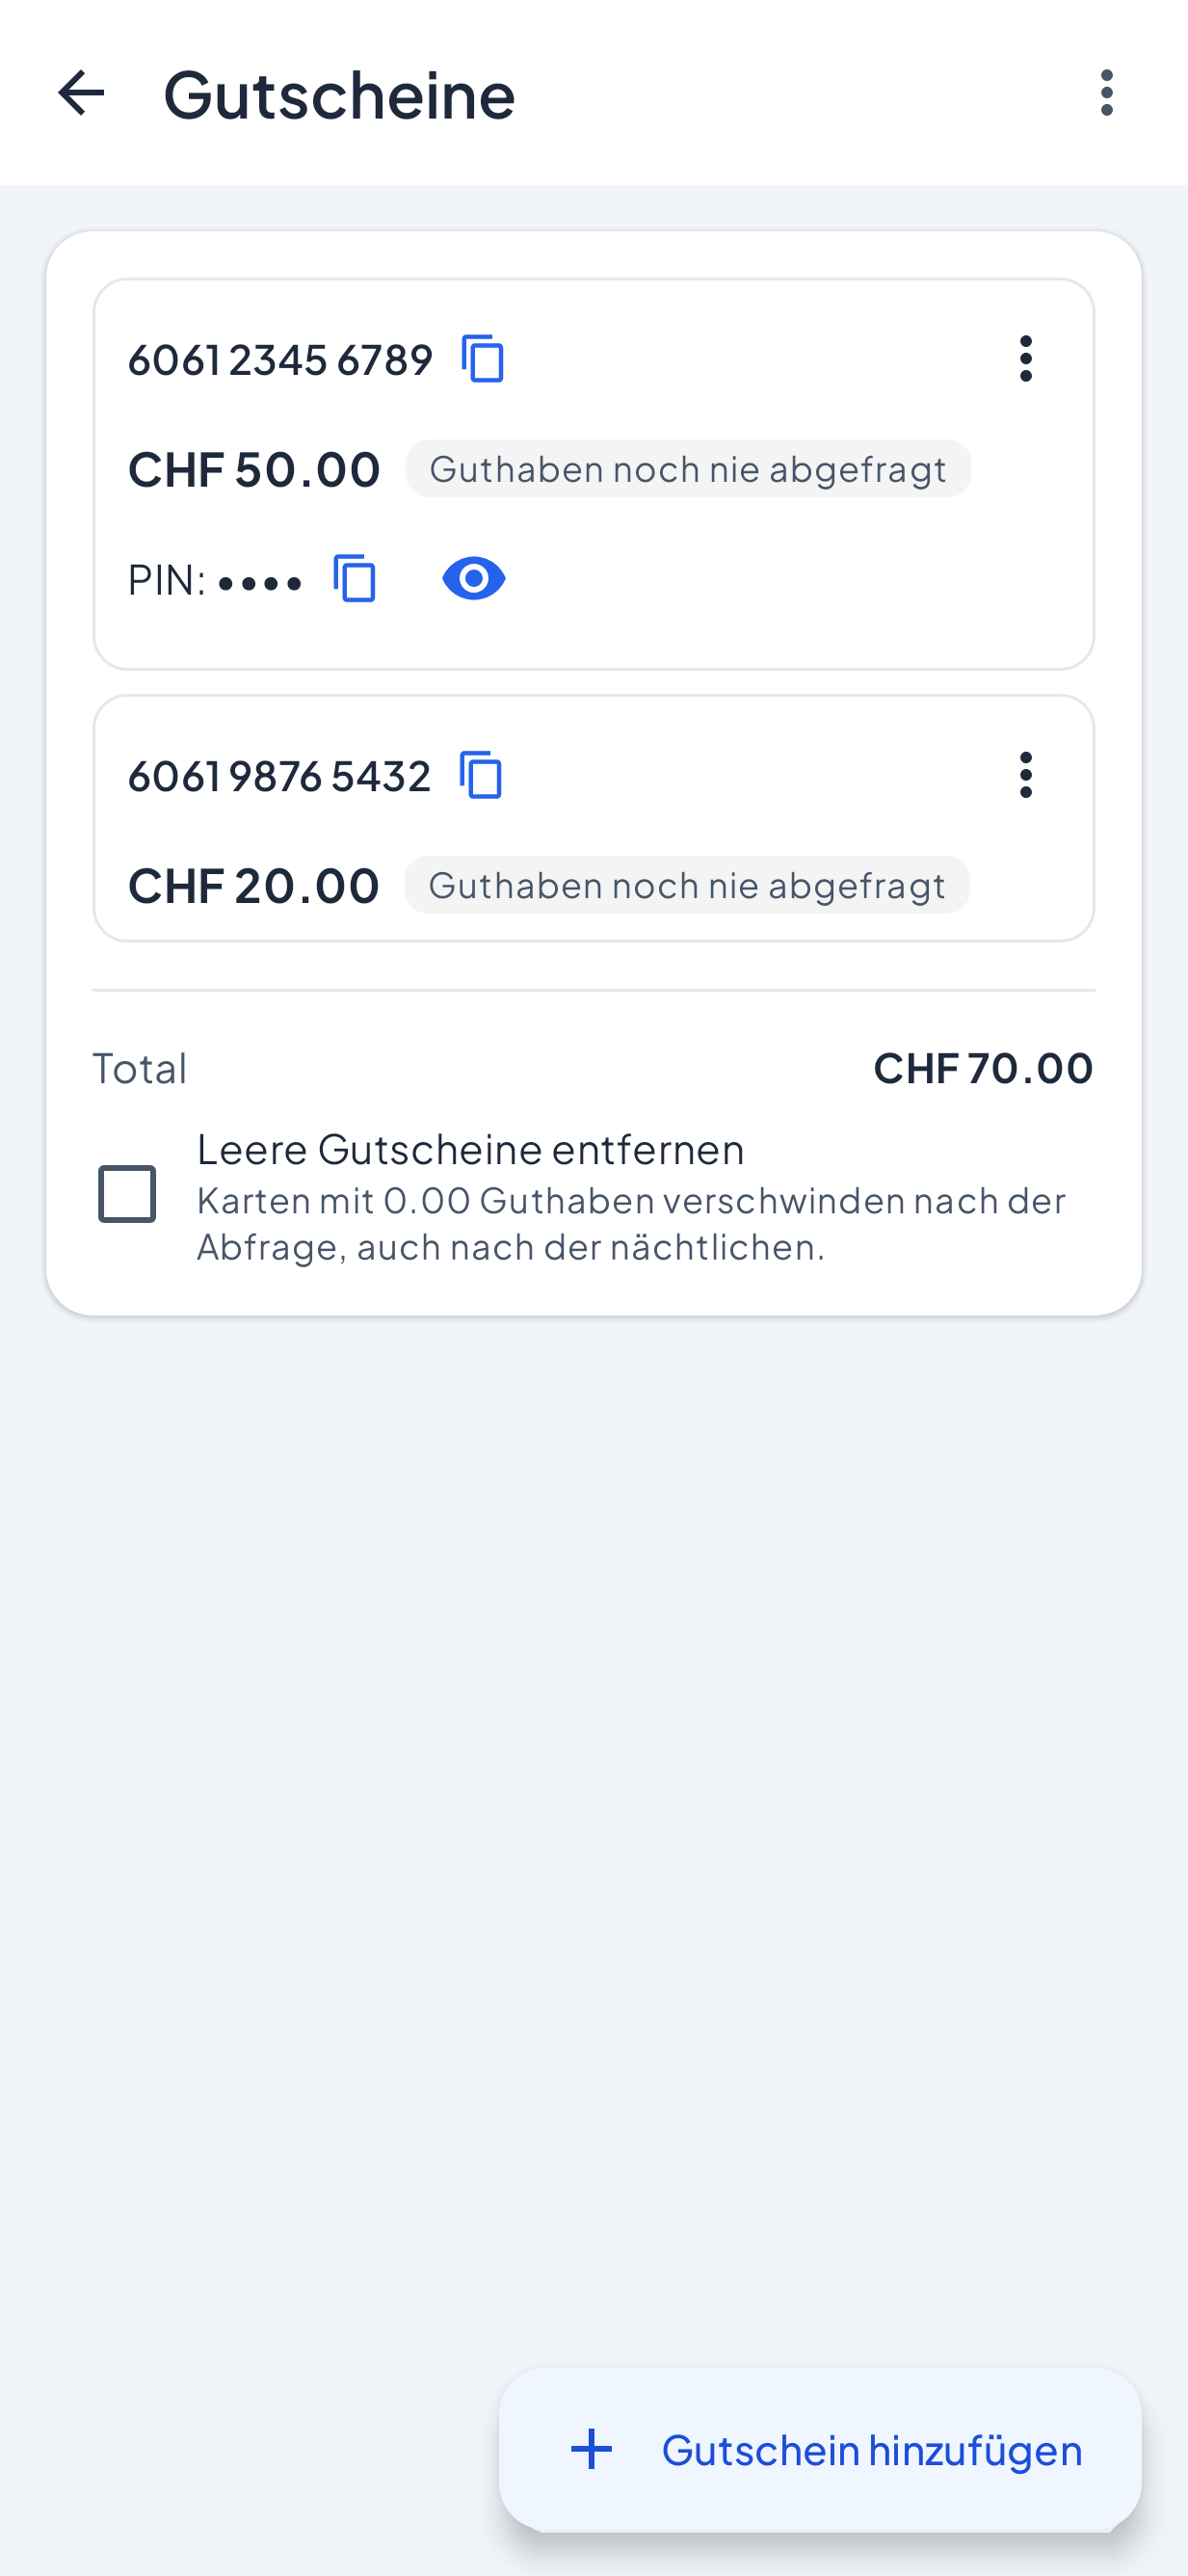 Gutscheine
6061 2345 6789
CHF 50.00 Guthaben noch nie abgefragt
PIN: ••••
6061 9876 5432
CHF 20.00 Guthaben noch nie abgefragt
Total CHF 70.00
Leere Gutscheine entfernen
Karten mit 0.00 Guthaben verschwinden nach der
Abfrage, auch nach der nächtlichen.
Gutschein hinzufügen